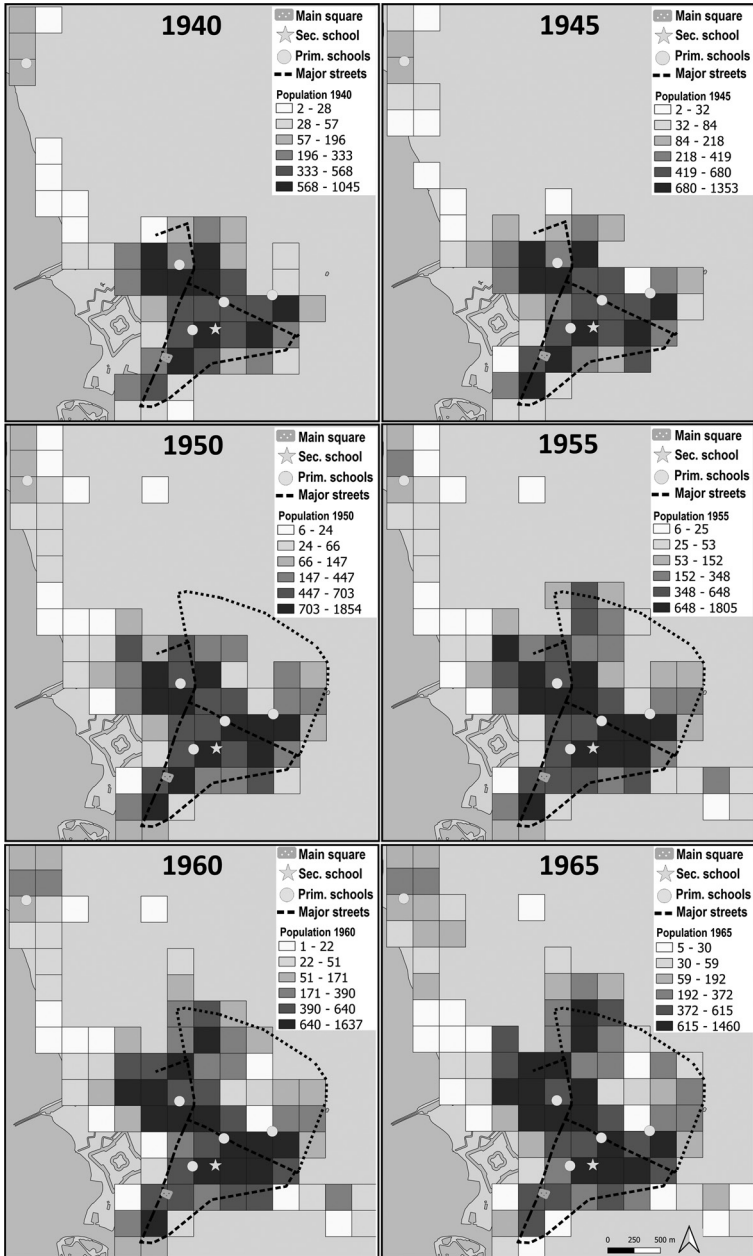 1940
Main square
Sec. school
Prim. schools
Major streets
Population 1940
2 - 28
28 - 57
57 - 196
196 - 333
333 - 568
568 - 1045
1945
Main square
Sec. school
Prim. schools
Major streets
Population 1945
2 - 32
32 - 84
84 - 218
218 - 419
419 - 680
680 - 1353
1950
Main square
Sec. school
Prim. schools
Major streets
Population 1950
6 - 24
24 - 66
66 - 147
147 - 447
447 - 703
703 - 1854
1955
Main square
Sec. school
Prim. schools
Major streets
Population 1955
6 - 25
25 - 53
53 - 152
152 - 348
348 - 648
648 - 1805
1960
Main square
Sec. school
Prim. schools
Major streets
Population 1960
1 - 22
22 - 51
51 - 171
171 - 390
390 - 640
640 - 1637
1965
Main square
Sec. school
Prim. schools
Major streets
Population 1965
5 - 30
30 - 59
59 - 192
192 - 372
372 - 615
615 - 1460
0 250 500 m